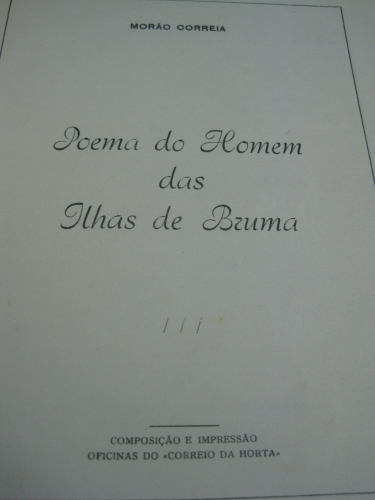 MORÃO CORREIA
Poema do Homem
das
Ilhas de Bruma
COMPOSIÇÃO E IMPRESSÃO
OFICINAS DO «CORREIO DA HORTA»